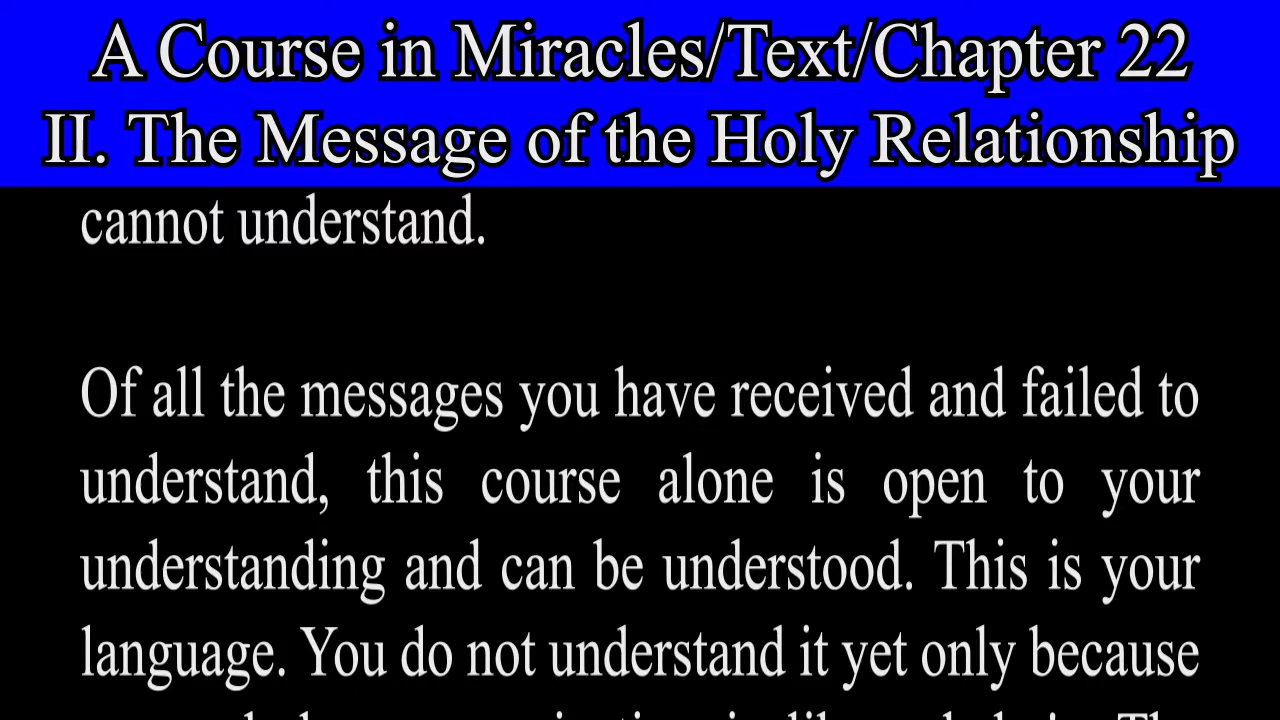 A Course in Miracles/Text/Chapter 22
II. The Message of the Holy Relationship
cannot understand.
Of all the messages you have received and failed to
understand, this course alone is open to your
understanding and can be understood. This is your
language. You do not understand it yet only because